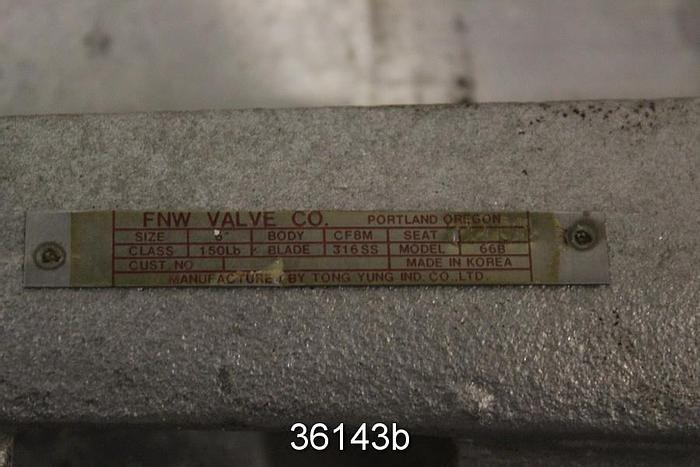 FNW VALVE CO. PORTLAND OREGON
SIZE BODY CF8M SEAT
CLASS 150Lb BLADE 316SS MODEL 66B
CUST. NO MADE IN KOREA
MANUFACTURE BY TONG YUNG IND. CO., LTD.
36143b